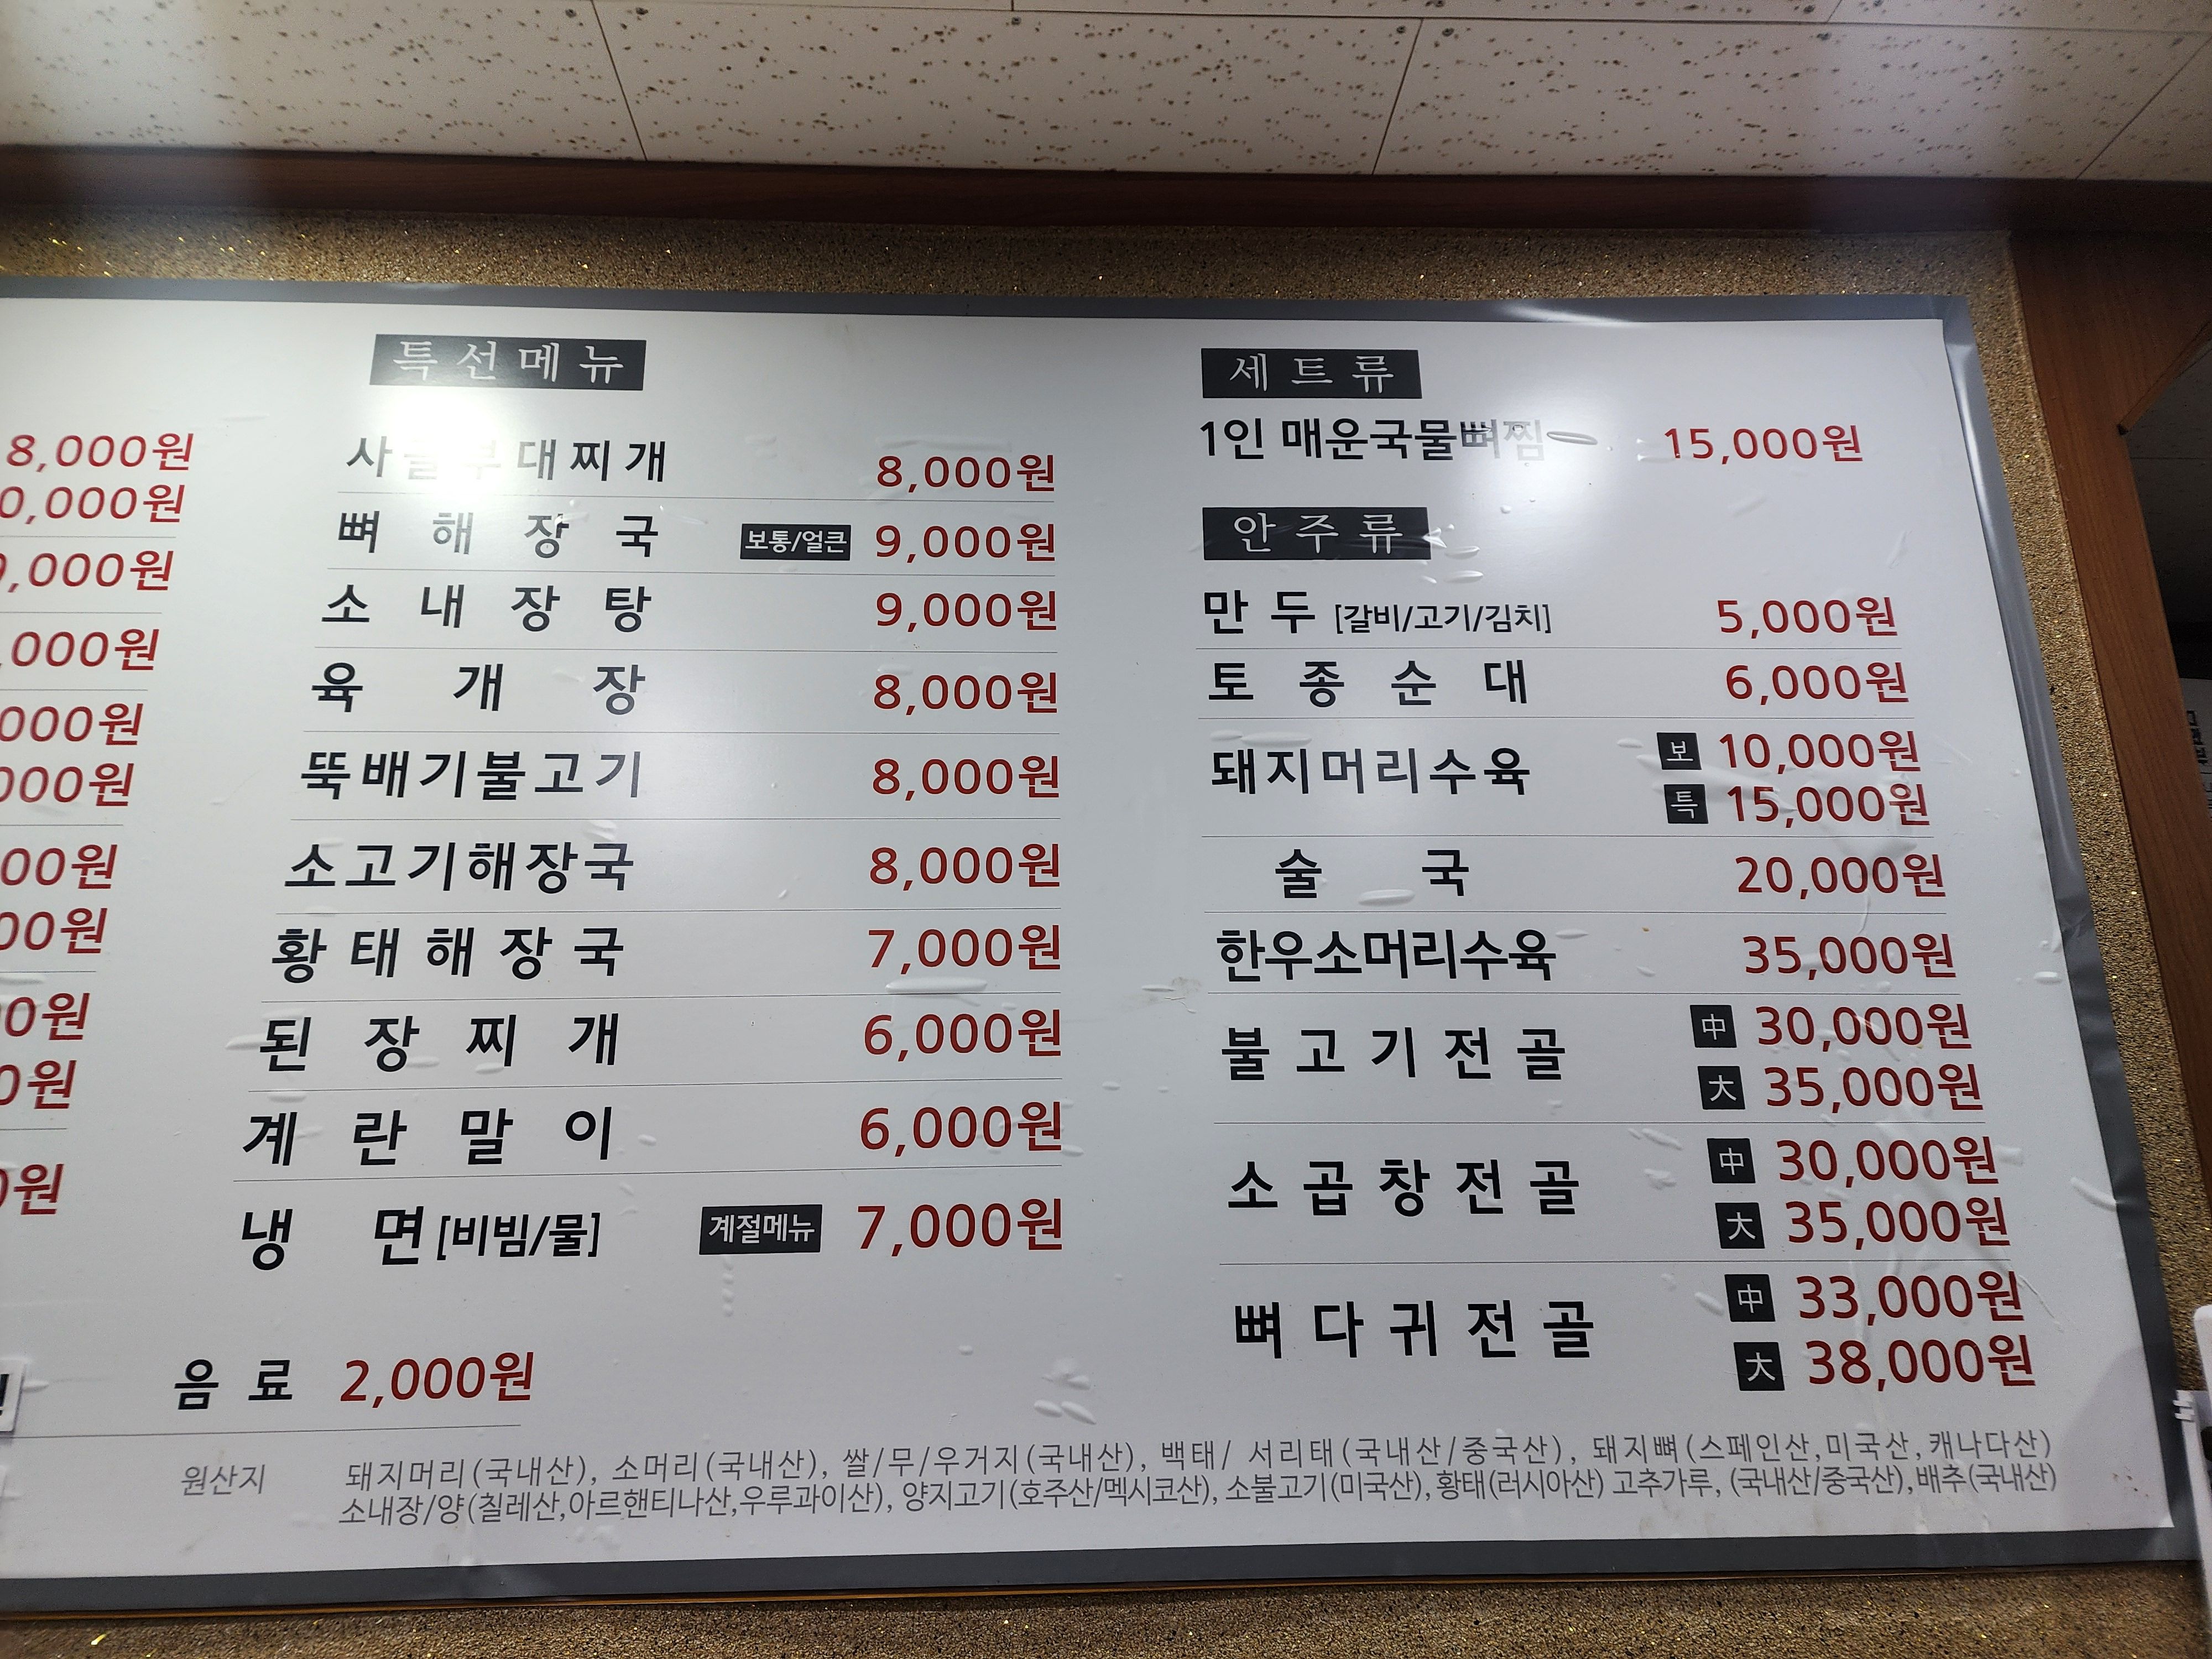 특선메뉴
사골부대찌개 8,000원
뼈해장국 보통/얼큰 9,000원
소내장탕 9,000원
육개장 8,000원
뚝배기불고기 8,000원
소고기해장국 8,000원
황태해장국 7,000원
된장찌개 6,000원
계란말이 6,000원
냉면[비빔/물] 계절메뉴 7,000원
음료 2,000원
세트류
1인 매운국물뼈찜 15,000원
안주류
만두 [갈비/고기/김치] 5,000원
토종순대 6,000원
돼지머리수육 보 10,000원
특 15,000원
술국 20,000원
한우소머리수육 35,000원
불고기전골 中 30,000원
大 35,000원
소곱창전골 中 30,000원
大 35,000원
뼈다귀전골 中 33,000원
大 38,000원
원산지 돼지머리(국내산), 소머리(국내산), 쌀/무/우거지(국내산), 백태/ 서리태(국내산/중국산), 돼지뼈(스페인산,미국산,캐나다산)
소내장/양(칠레산,아르헨티나산,우루과이산), 양지고기(호주산/멕시코산), 소불고기(미국산),황태(러시아산) 고추가루, (국내산/중국산),배추(국내산)